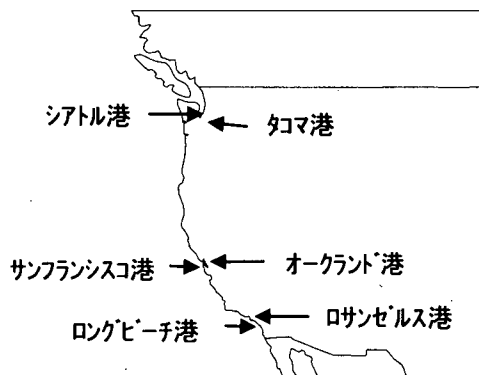 シアトル港
タコマ港
サンフランシスコ港
オークランド港
ロサンゼルス港
ロングビーチ港